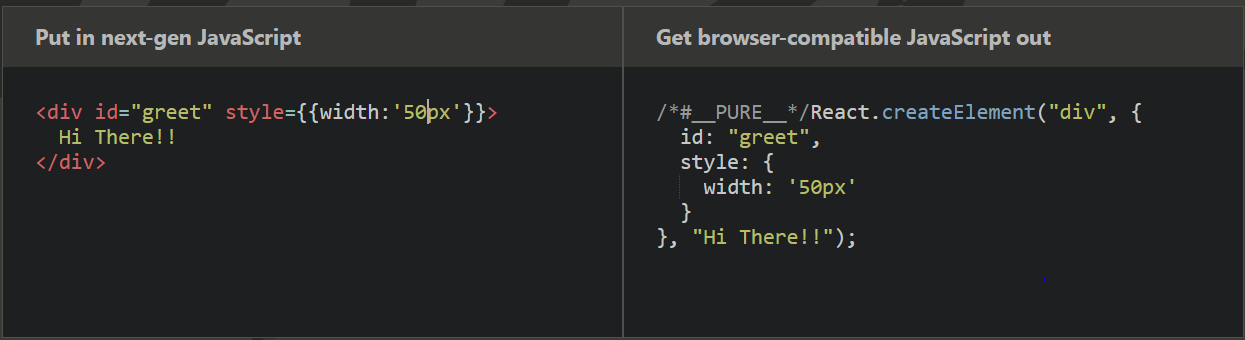 Put in next-gen JavaScript
<div id="greet" style={{width:'50px'}}>
  Hi There!!
</div>
Get browser-compatible JavaScript out
/*#__PURE__*/React.createElement("div", {
  id: "greet",
  style: {
    width: '50px'
  }
}, "Hi There!!");